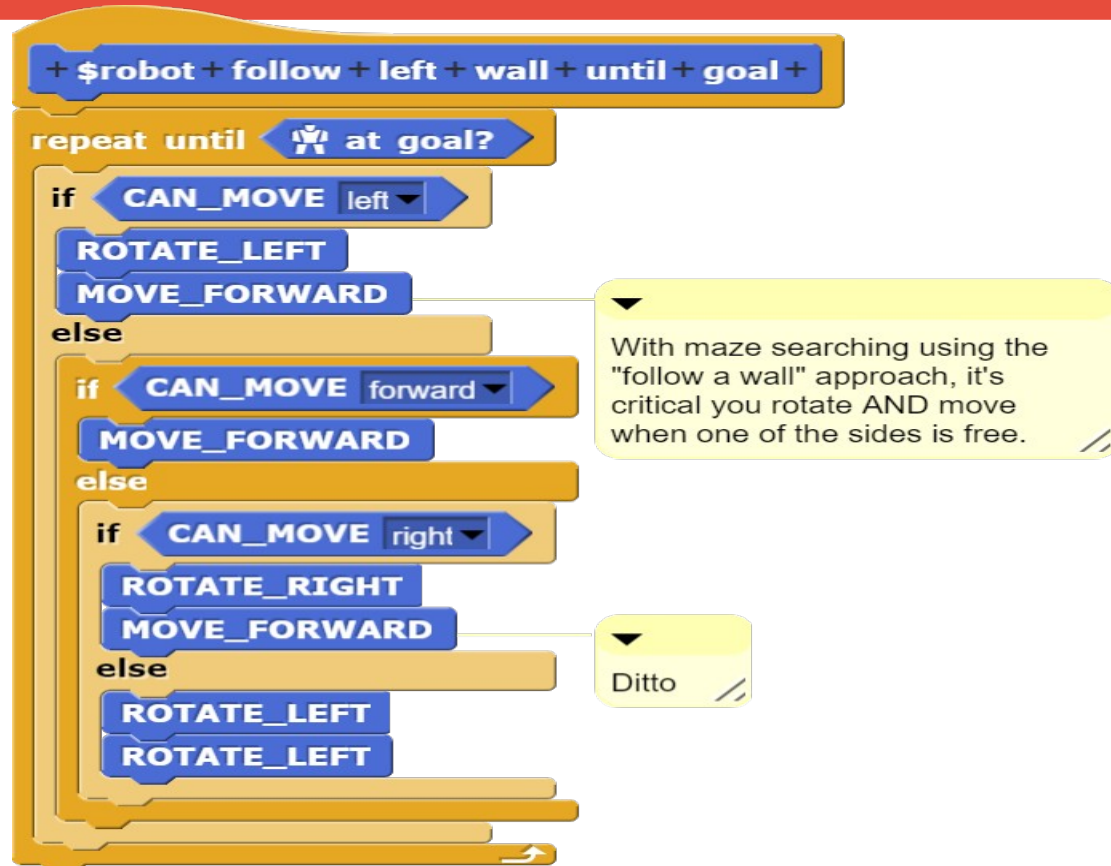 + $robot + follow + left + wall + until + goal +
repeat until at goal?
if CAN_MOVE left
ROTATE_LEFT
MOVE_FORWARD
else
if CAN_MOVE forward
MOVE_FORWARD
else
if CAN_MOVE right
ROTATE_RIGHT
MOVE_FORWARD
else
ROTATE_LEFT
ROTATE_LEFT
With maze searching using the
"follow a wall" approach, it's
critical you rotate AND move
when one of the sides is free.
Ditto